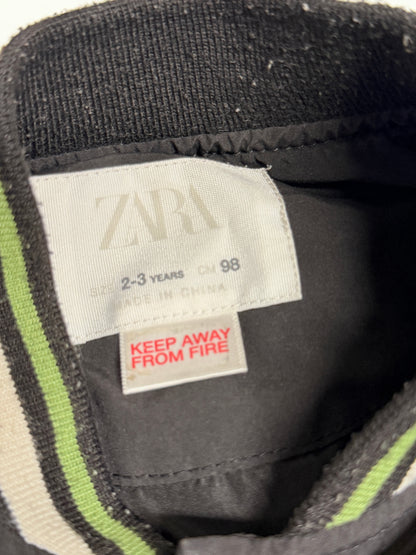 ZARA
SIZE 2-3 YEARS CM 98
MADE IN CHINA
KEEP AWAY
FROM FIRE